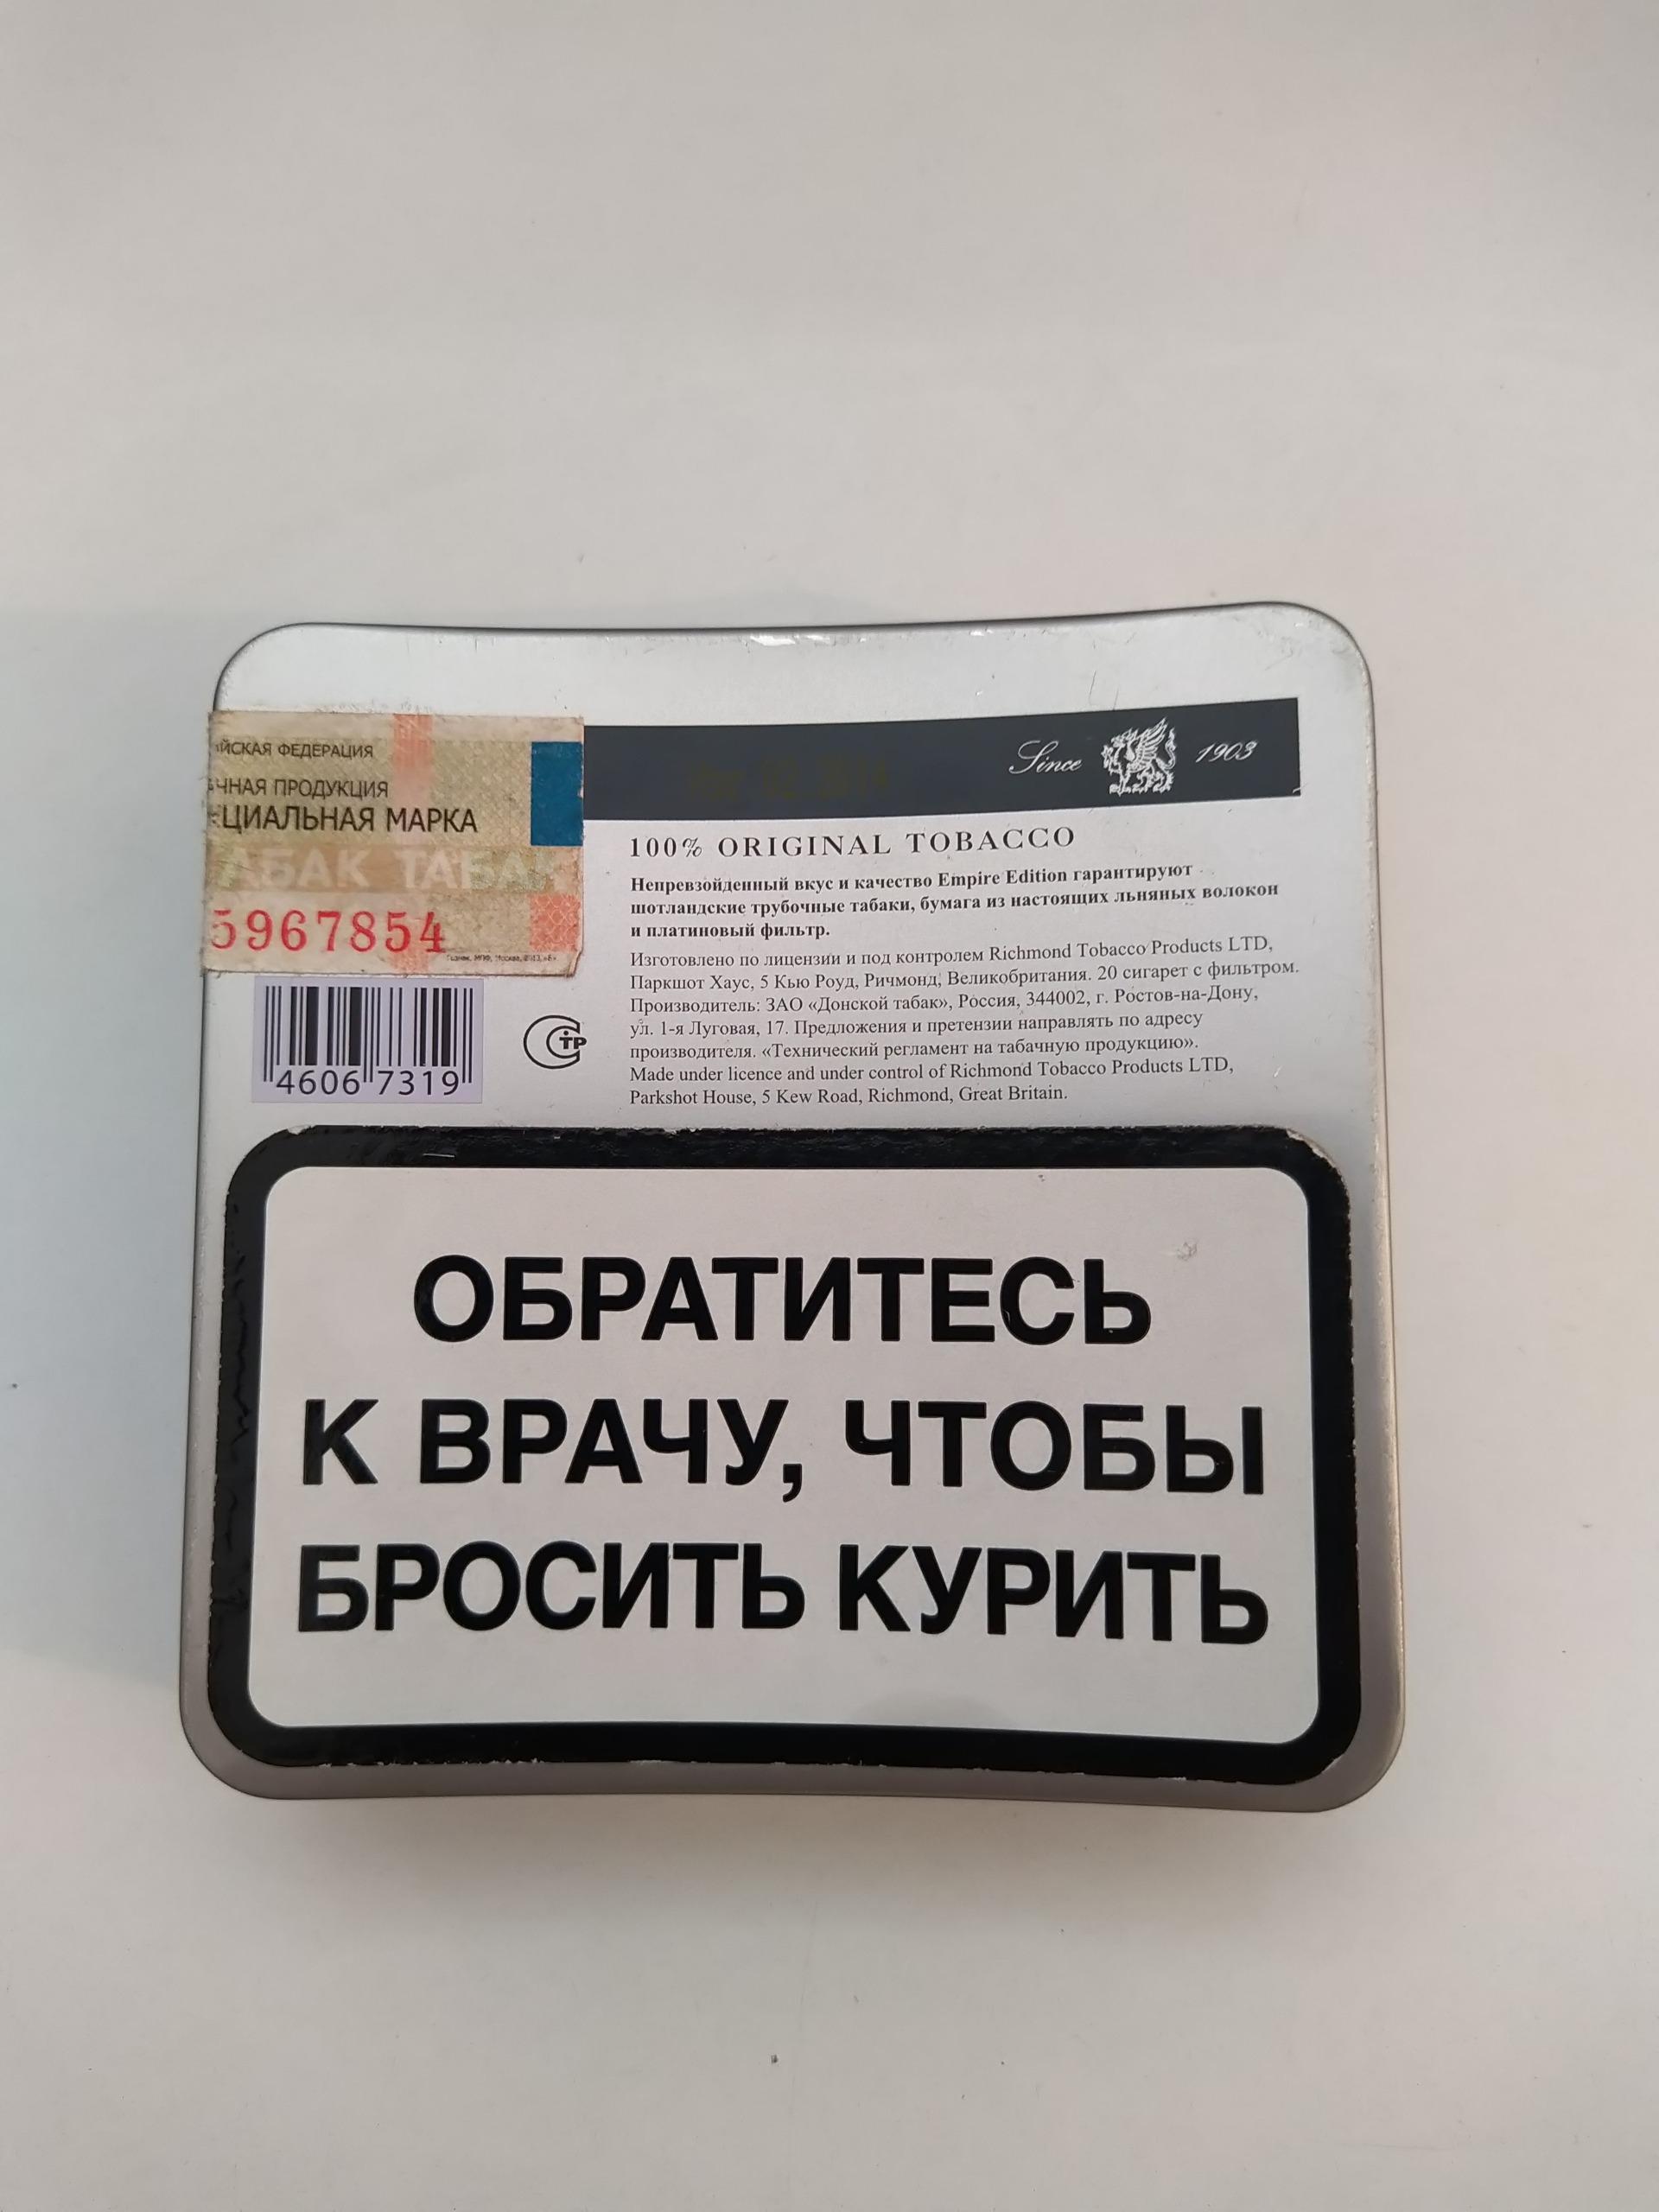 ЙСКАЯ ФЕДЕРАЦИЯ
ЧНАЯ ПРОДУКЦИЯ
ЦИАЛЬНАЯ МАРКА
АБАК ТАБАК
5967854
Since 1903
100% ORIGINAL TOBACCO
Непревзойденный вкус и качество Empire Edition гарантируют
шотландские трубочные табаки, бумага из настоящих льняных волокон
и платиновый фильтр.
Изготовлено по лицензии и под контролем Richmond Tobacco Products LTD,
Паркшот Хаус, 5 Кью Роуд, Ричмонд, Великобритания. 20 сигарет с фильтром.
Производитель: ЗАО «Донской табак», Россия, 344002, г. Ростов-на-Дону,
ул. 1-я Луговая, 17. Предложения и претензии направлять по адресу
производителя. «Технический регламент на табачную продукцию».
Made under licence and under control of Richmond Tobacco Products LTD,
Parkshot House, 5 Kew Road, Richmond, Great Britain.
4606 7319
СТР
ОБРАТИТЕСЬ
К ВРАЧУ, ЧТОБЫ
БРОСИТЬ КУРИТЬ